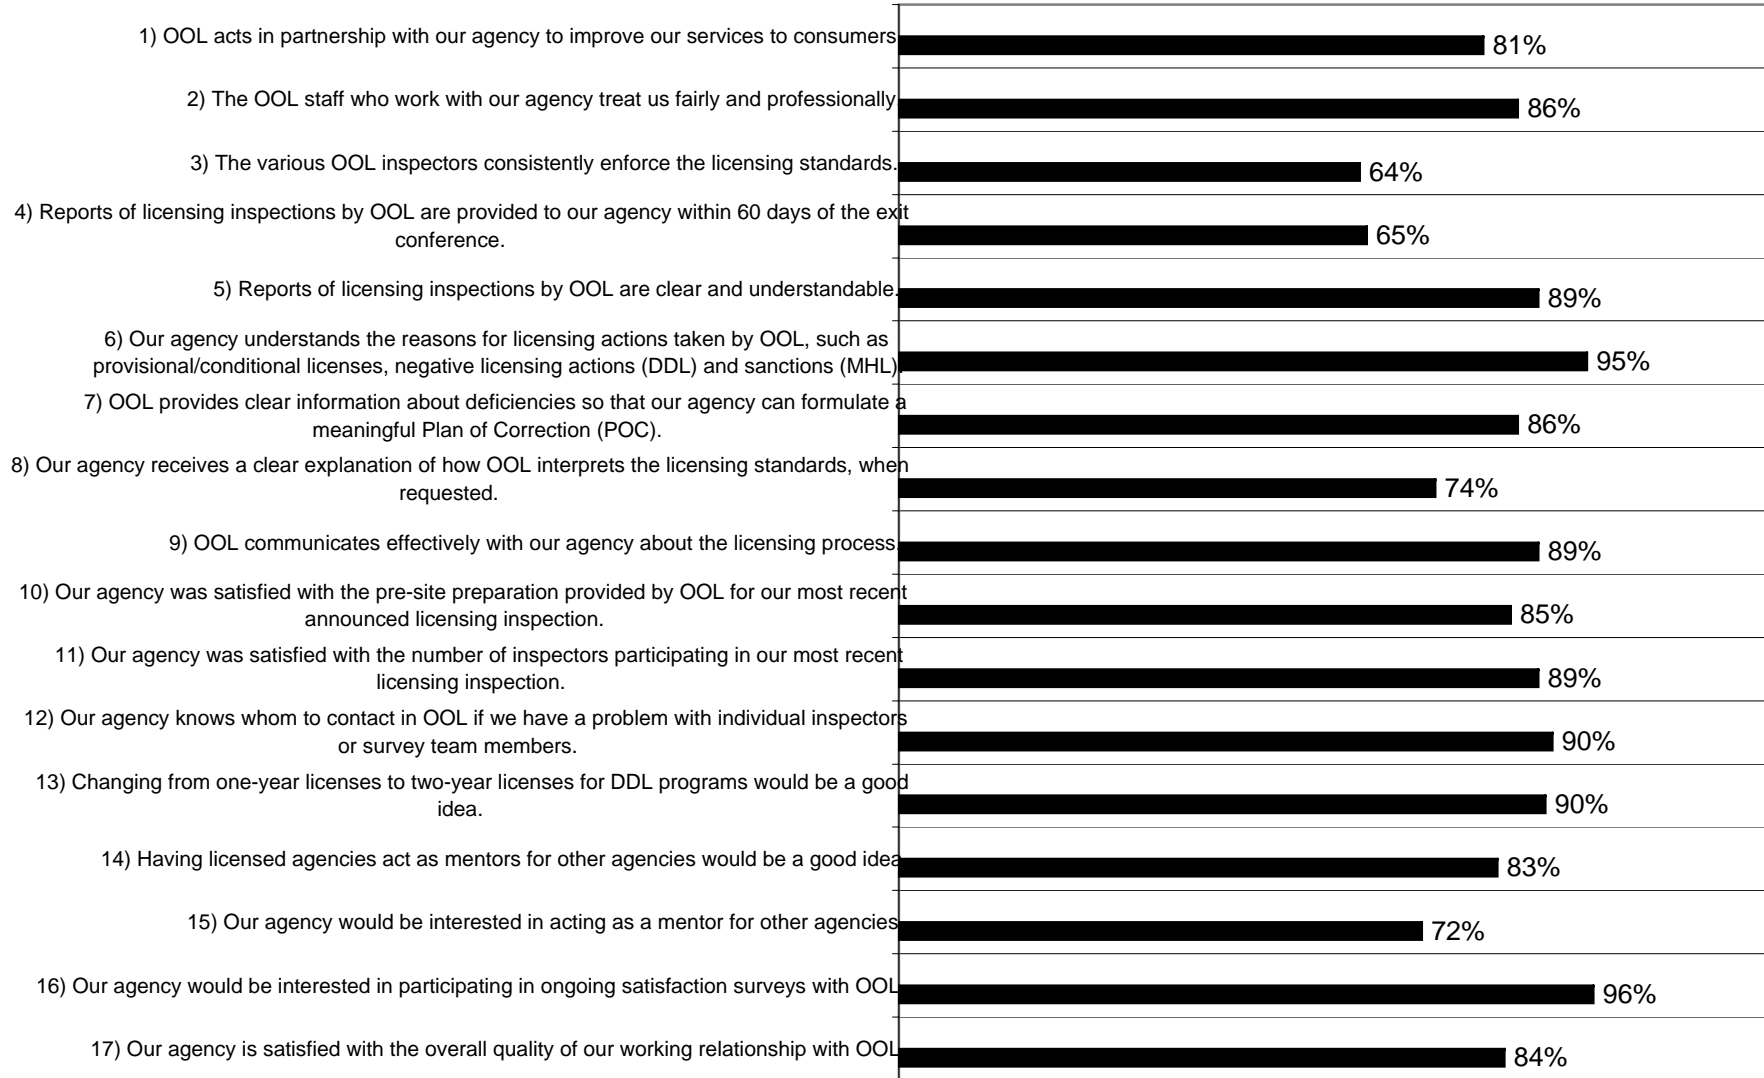 1) OOL acts in partnership with our agency to improve our services to consumers
81%
2) The OOL staff who work with our agency treat us fairly and professionally.
86%
3) The various OOL inspectors consistently enforce the licensing standards.
64%
4) Reports of licensing inspections by OOL are provided to our agency within 60 days of the exit
conference.
65%
5) Reports of licensing inspections by OOL are clear and understandable.
89%
6) Our agency understands the reasons for licensing actions taken by OOL, such as
provisional/conditional licenses, negative licensing actions (DDL) and sanctions (MHL).
95%
7) OOL provides clear information about deficiencies so that our agency can formulate a
meaningful Plan of Correction (POC).
86%
8) Our agency receives a clear explanation of how OOL interprets the licensing standards, when
requested.
74%
9) OOL communicates effectively with our agency about the licensing process.
89%
10) Our agency was satisfied with the pre-site preparation provided by OOL for our most recent
announced licensing inspection.
85%
11) Our agency was satisfied with the number of inspectors participating in our most recent
licensing inspection.
89%
12) Our agency knows whom to contact in OOL if we have a problem with individual inspectors
or survey team members.
90%
13) Changing from one-year licenses to two-year licenses for DDL programs would be a good
idea.
90%
14) Having licensed agencies act as mentors for other agencies would be a good idea
83%
15) Our agency would be interested in acting as a mentor for other agencies
72%
16) Our agency would be interested in participating in ongoing satisfaction surveys with OOL
96%
17) Our agency is satisfied with the overall quality of our working relationship with OOL
84%